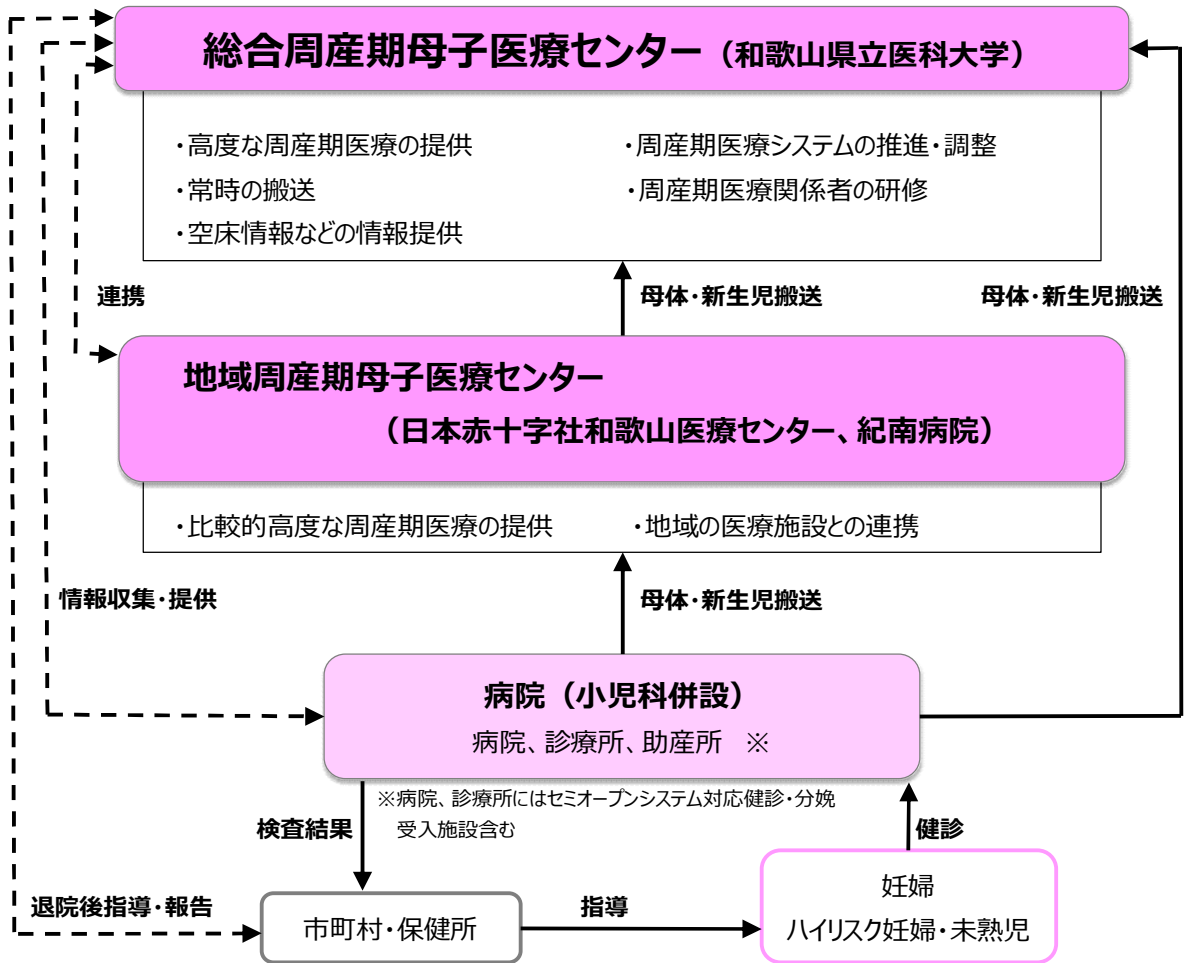 総合周産期母子医療センター（和歌山県立医科大学）
・高度な周産期医療の提供
・周産期医療システムの推進・調整
・常時の搬送
・周産期医療関係者の研修
・空床情報などの情報提供
連携
母体・新生児搬送
母体・新生児搬送
地域周産期母子医療センター
（日本赤十字社和歌山医療センター、紀南病院）
・比較的高度な周産期医療の提供
・地域の医療施設との連携
情報収集・提供
母体・新生児搬送
病院（小児科併設）
病院、診療所、助産所　※
※病院、診療所にはセミオープンシステム対応健診・分娩
受入施設含む
検査結果
健診
退院後指導・報告
市町村・保健所
指導
妊婦
ハイリスク妊婦・未熟児